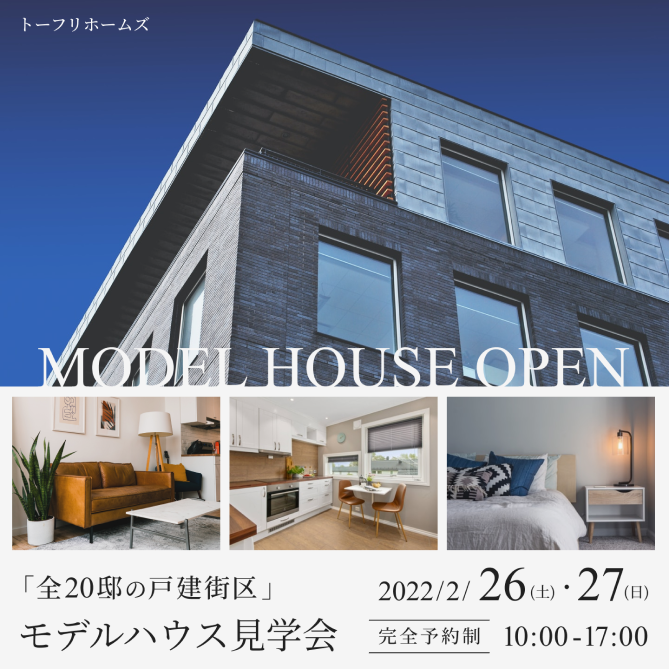 トーフリホームズ
MODEL HOUSE OPEN
「全20邸の戸建街区」
モデルハウス見学会
2022/2/26(土)・27(日)
完全予約制 10:00-17:00